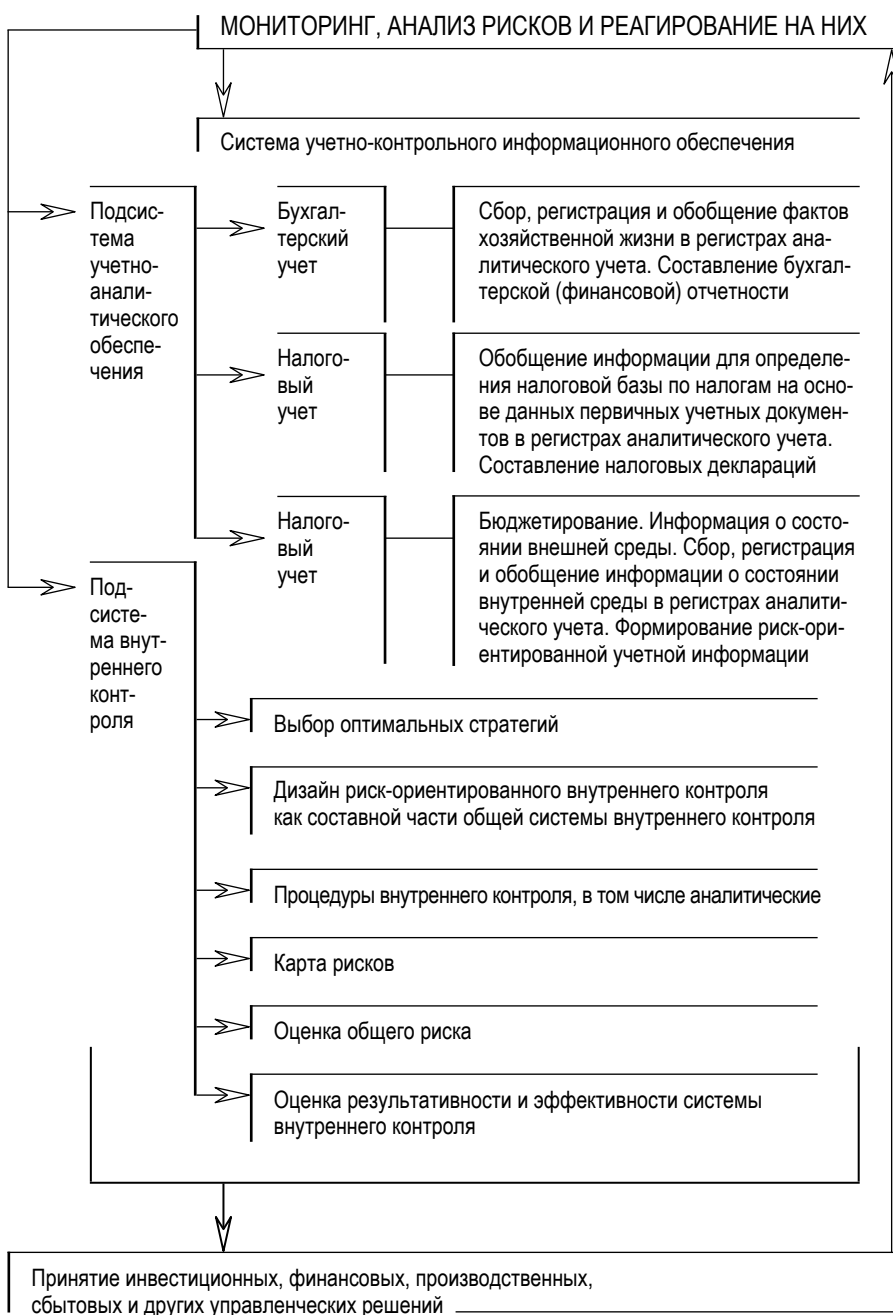 МОНИТОРИНГ, АНАЛИЗ РИСКОВ И РЕАГИРОВАНИЕ НА НИХ
Система учетно-контрольного информационного обеспечения
Подсис-
тема
учетно-
анали-
тического
обеспе-
чения
Бухгал-
терский
учет
Сбор, регистрация и обобщение фактов
хозяйственной жизни в регистрах ана-
литического учета. Составление бухгал-
терской (финансовой) отчетности
Налого-
вый
учет
Обобщение информации для определе-
ния налоговой базы по налогам на осно-
ве данных первичных учетных докумен-
тов в регистрах аналитического учета.
Составление налоговых деклараций
Налого-
вый
учет
Бюджетирование. Информация о состо-
янии внешней среды. Сбор, регистрация
и обобщение информации о состоянии
внутренней среды в регистрах аналити-
ческого учета. Формирование риск-ори-
ентированной учетной информации
Под-
систе-
ма внут-
реннего
конт-
роля
Выбор оптимальных стратегий
Дизайн риск-ориентированного внутреннего контроля
как составной части общей системы внутреннего контроля
Процедуры внутреннего контроля, в том числе аналитические
Карта рисков
Оценка общего риска
Оценка результативности и эффективности системы
внутреннего контроля
Принятие инвестиционных, финансовых, производственных,
сбытовых и других управленческих решений